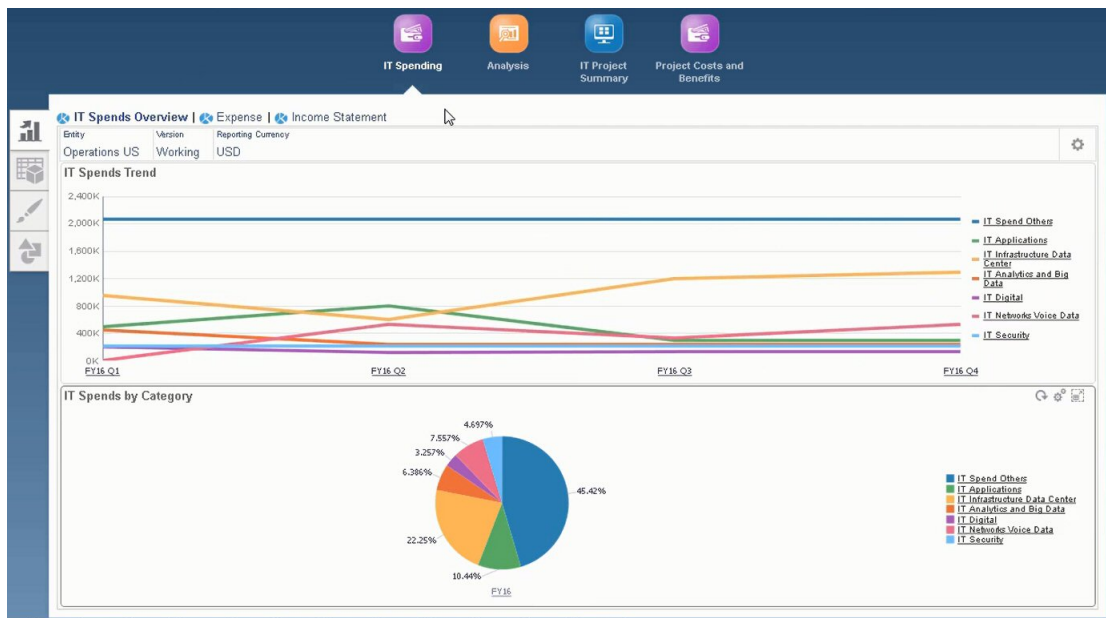 IT Spending
Analysis
IT Project
Summary
Project Costs and
Benefits
IT Spends Overview | Expense | Income Statement
Entity Version Reporting Currency
Operations US Working USD
IT Spends Trend
2,400K
2,000K
1,600K
1,200K
800K
400K
0K
FY16 Q1 FY16 Q2 FY16 Q3 FY16 Q4
IT Spend Others
IT Applications
IT Infrastructure Data
Center
IT Analytics and Big
Data
IT Digital
IT Networks Voice Data
IT Security
IT Spends by Category
4.697%
7.557%
3.257%
6.386%
45.42%
22.25%
10.44%
FY16
IT Spend Others
IT Applications
IT Infrastructure Data Center
IT Analytics and Big Data
IT Digital
IT Networks Voice Data
IT Security